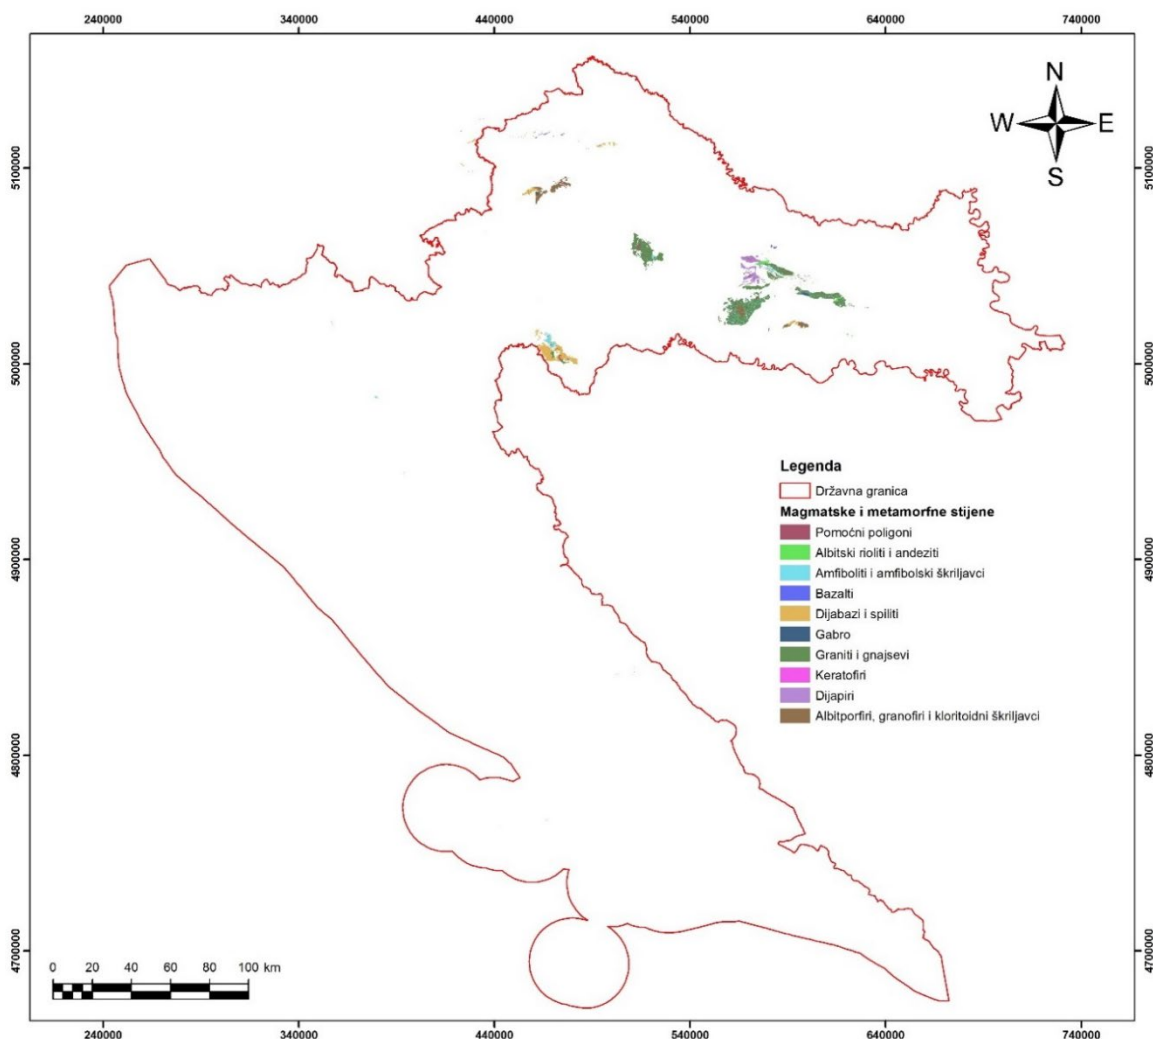 240000 340000 440000 540000 640000 740000
N
W E
S
5100000 5100000
5000000 5000000
Legenda
Državna granica
Magmatske i metamorfne stijene
Pomoćni poligoni
Albitski rioliti i andeziti
Amfiboliti i amfibolski škriljavci
Bazalti
4900000 4900000
Dijabazi i spiliti
Gabro
Graniti i gnajsevi
Keratofiri
Dijapiri
Albitporfiri, granofiri i kloritoidni škriljavci
4800000 4800000
4700000 4700000
0 20 40 60 80 100 km
240000 340000 440000 540000 640000 740000